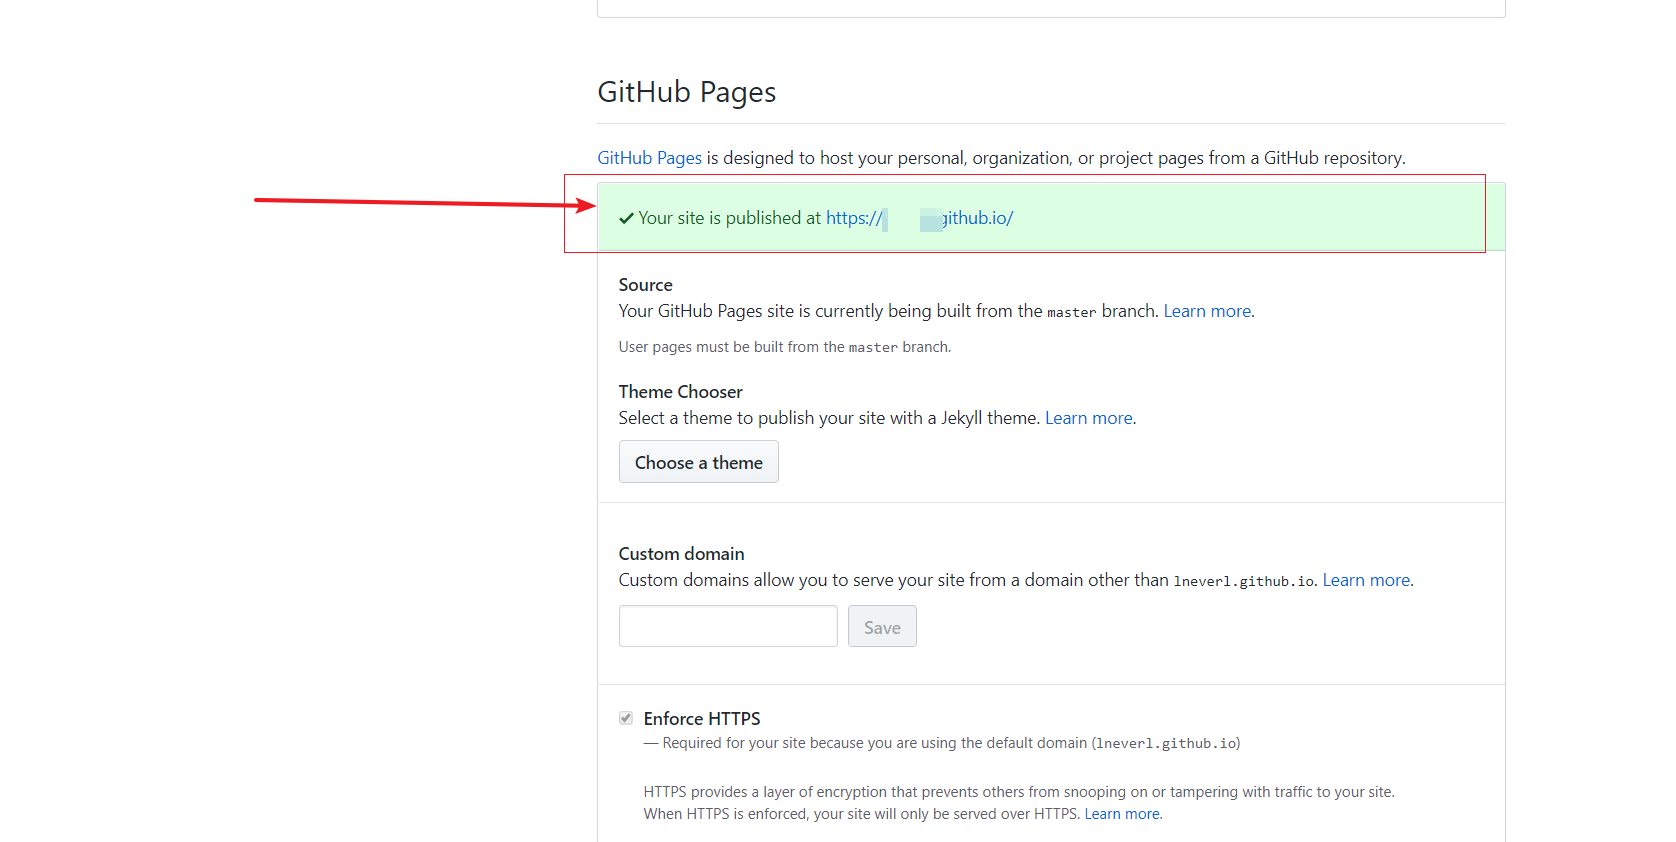 GitHub Pages
GitHub Pages is designed to host your personal, organization, or project pages from a GitHub repository.
Your site is published at https:// github.io/
Source
Your GitHub Pages site is currently being built from the master branch. Learn more.
User pages must be built from the master branch.
Theme Chooser
Select a theme to publish your site with a Jekyll theme. Learn more.
Choose a theme
Custom domain
Custom domains allow you to serve your site from a domain other than lneverl.github.io. Learn more.
Save
Enforce HTTPS
— Required for your site because you are using the default domain (lneverl.github.io)
HTTPS provides a layer of encryption that prevents others from snooping on or tampering with traffic to your site.
When HTTPS is enforced, your site will only be served over HTTPS. Learn more.